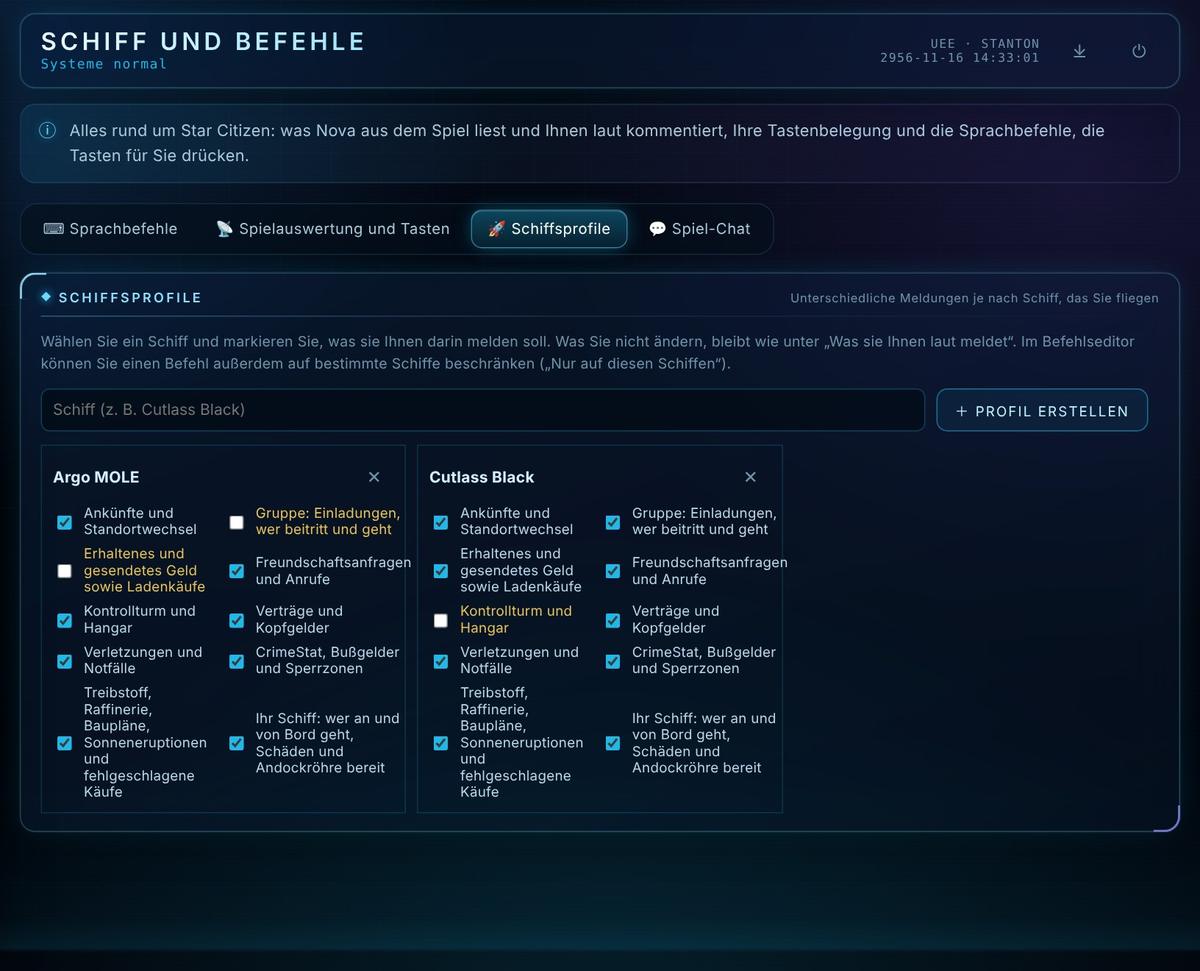 SCHIFF UND BEFEHLE
Systeme normal
UEE · STANTON
2956-11-16 14:33:01
Alles rund um Star Citizen: was Nova aus dem Spiel liest und Ihnen laut kommentiert, Ihre Tastenbelegung und die Sprachbefehle, die
Tasten für Sie drücken.
⌨ Sprachbefehle
📡 Spielauswertung und Tasten
🚀 Schiffsprofile
💬 Spiel-Chat
SCHIFFSPROFILE
Unterschiedliche Meldungen je nach Schiff, das Sie fliegen
Wählen Sie ein Schiff und markieren Sie, was sie Ihnen darin melden soll. Was Sie nicht ändern, bleibt wie unter „Was sie Ihnen laut meldet“. Im Befehlseditor
können Sie einen Befehl außerdem auf bestimmte Schiffe beschränken („Nur auf diesen Schiffen“).
Schiff (z. B. Cutlass Black)
+ PROFIL ERSTELLEN
Argo MOLE
✕
Ankünfte und
Standortwechsel
Gruppe: Einladungen,
wer beitritt und geht
Erhaltenes und
gesendetes Geld
sowie Ladenkäufe
Freundschaftsanfragen
und Anrufe
Kontrollturm und
Hangar
Verträge und
Kopfgelder
Verletzungen und
Notfälle
CrimeStat, Bußgelder
und Sperrzonen
Treibstoff,
Raffinerie,
Baupläne,
Sonneneruptionen
und
fehlgeschlagene
Käufe
Ihr Schiff: wer an und
von Bord geht,
Schäden und
Andockröhre bereit
Cutlass Black
✕
Ankünfte und
Standortwechsel
Gruppe: Einladungen,
wer beitritt und geht
Erhaltenes und
gesendetes Geld
sowie Ladenkäufe
Freundschaftsanfragen
und Anrufe
Kontrollturm und
Hangar
Verträge und
Kopfgelder
Verletzungen und
Notfälle
CrimeStat, Bußgelder
und Sperrzonen
Treibstoff,
Raffinerie,
Baupläne,
Sonneneruptionen
und
fehlgeschlagene
Käufe
Ihr Schiff: wer an und
von Bord geht,
Schäden und
Andockröhre bereit